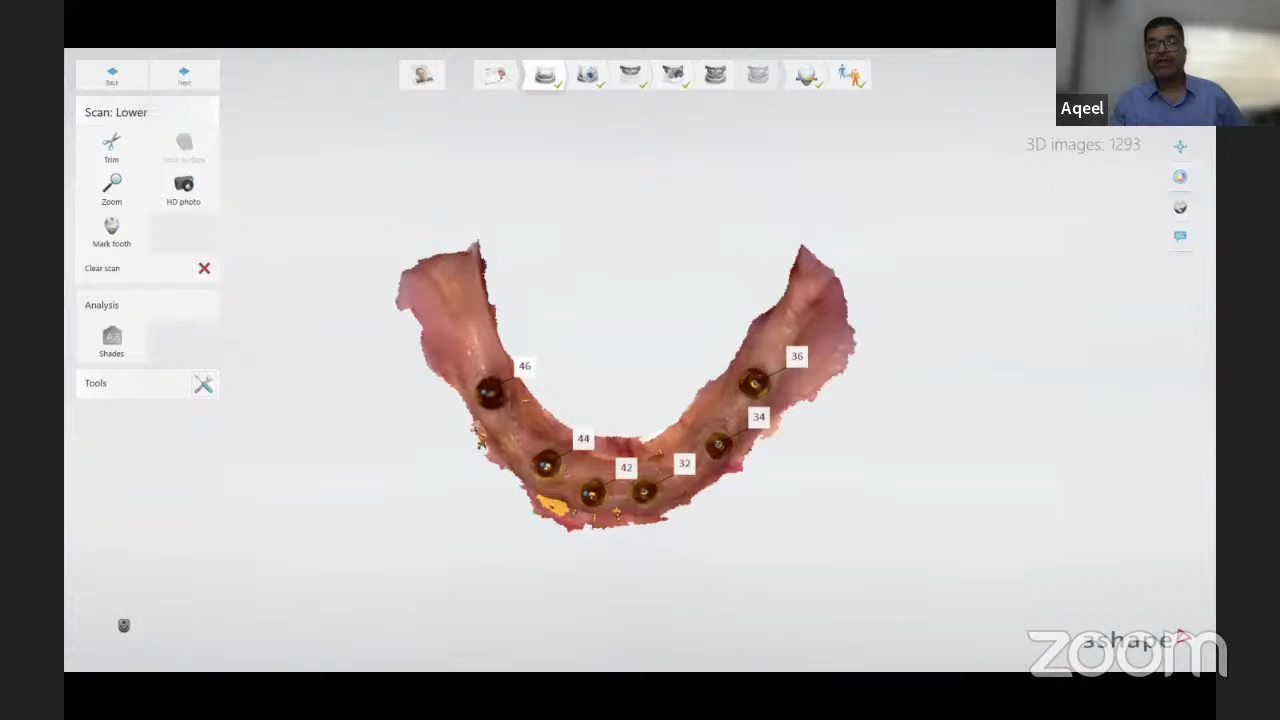 Back
Next
Scan: Lower
Trim
Zoom
HD photo
Mark tooth
Clear scan
Analysis
A3
Shades
Tools
Aqeel
3D images: 1293
46
36
44
34
42
32
3shape
zoom